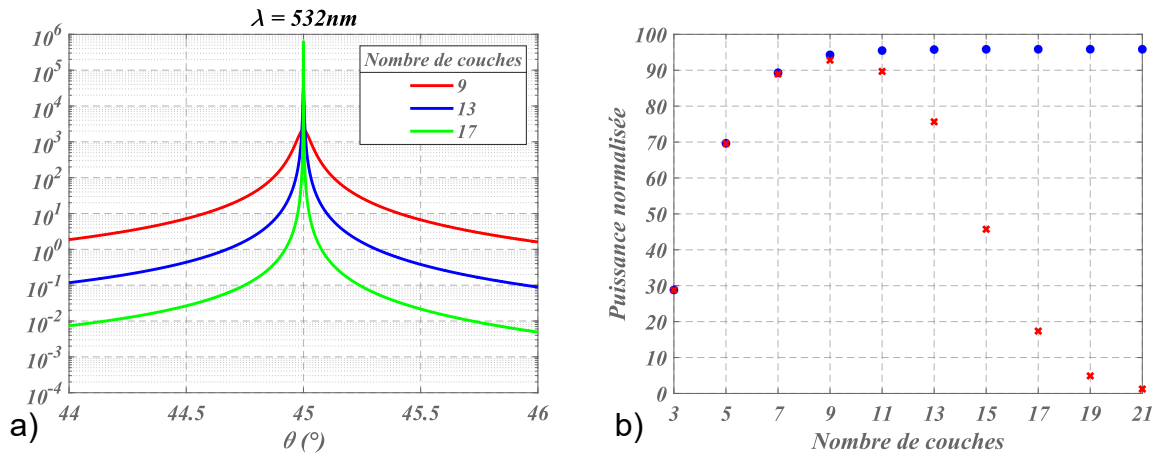 λ = 532nm
10^6
10^5
10^4
10^3
10^2
10^1
10^0
10^-1
10^-2
10^-3
10^-4
Nombre de couches
9
13
17
44 44.5 45 45.5 46
θ (°)
a)
100
90
80
70
60
50
40
30
20
10
0
Puissance normalisée
3 5 7 9 11 13 15 17 19 21
Nombre de couches
b)